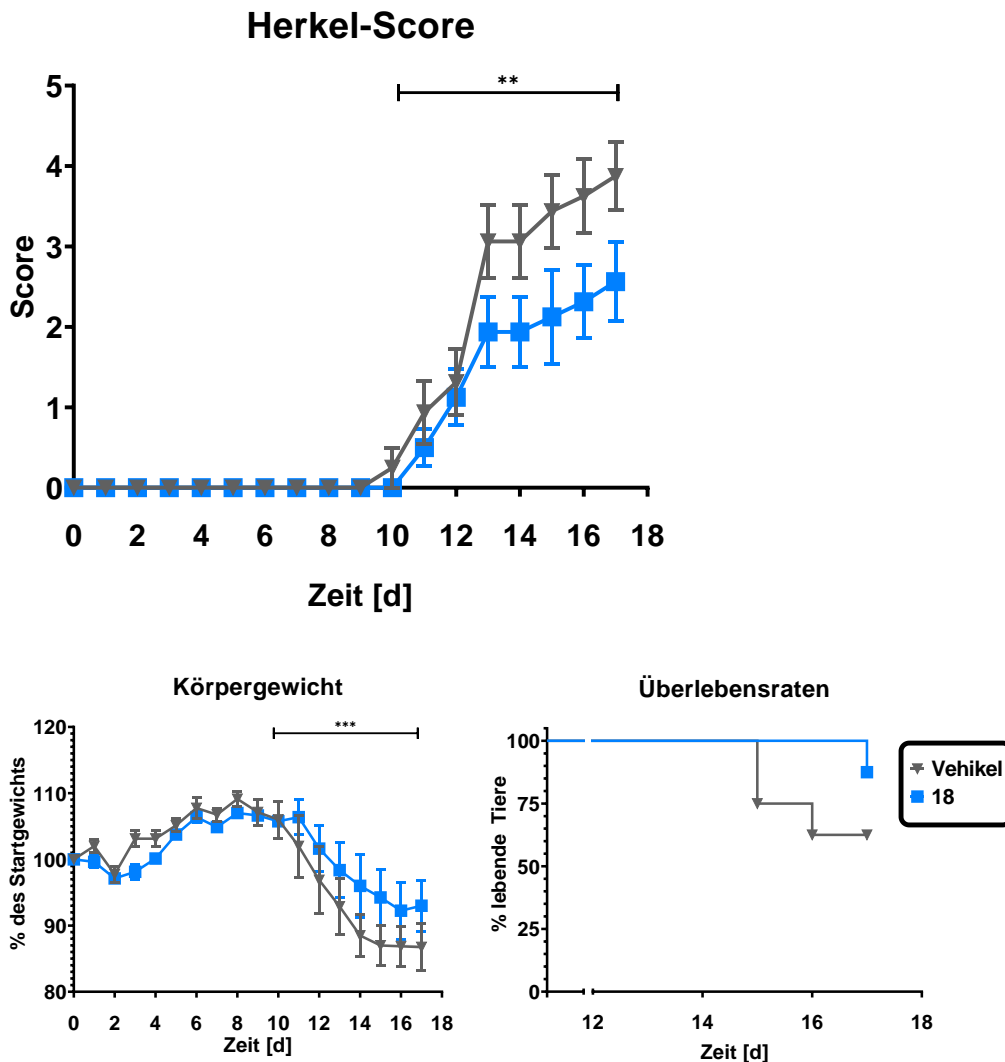 Herkel-Score
**
5
4
3
2
1
0
Score
0 2 4 6 8 10 12 14 16 18
Zeit [d]
Körpergewicht
***
120
110
100
90
80
% des Startgewichts
0 2 4 6 8 10 12 14 16 18
Zeit [d]
Überlebensraten
100
75
50
25
0
% lebende Tiere
12 14 16 18
Zeit [d]
Vehikel
18